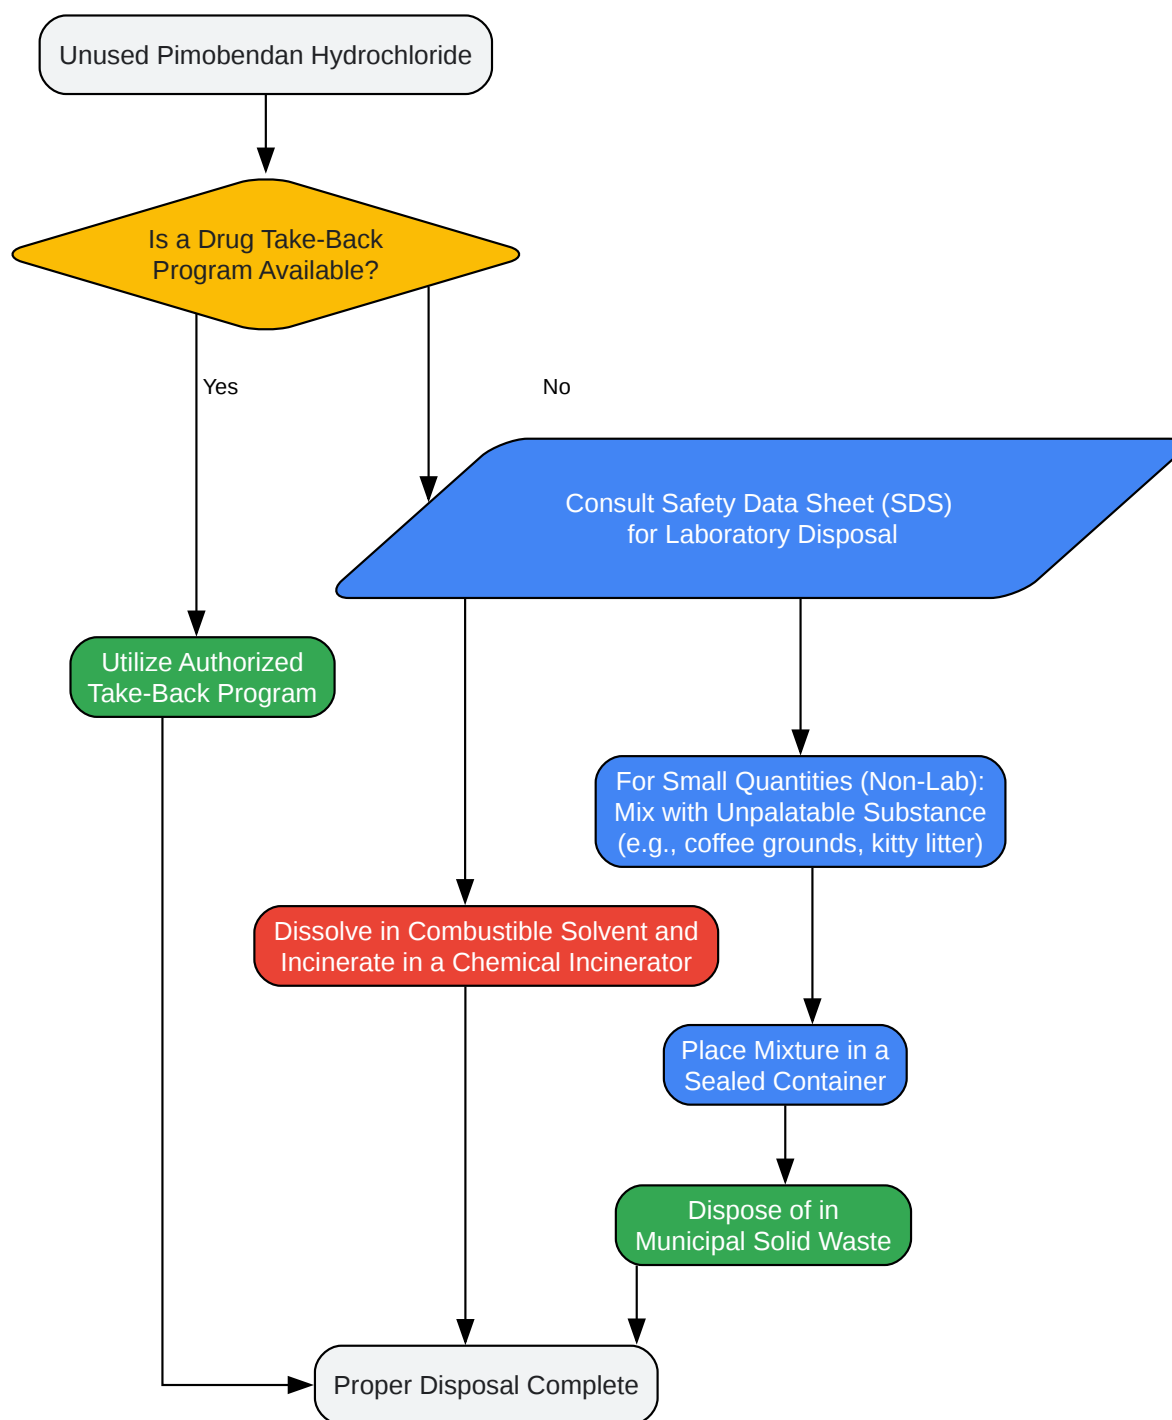 Unused Pimobendan Hydrochloride
Is a Drug Take-Back
Program Available?
Yes
No
Consult Safety Data Sheet (SDS)
for Laboratory Disposal
Utilize Authorized
Take-Back Program
For Small Quantities (Non-Lab):
Mix with Unpalatable Substance
(e.g., coffee grounds, kitty litter)
Dissolve in Combustible Solvent and
Incinerate in a Chemical Incinerator
Place Mixture in a
Sealed Container
Dispose of in
Municipal Solid Waste
Proper Disposal Complete